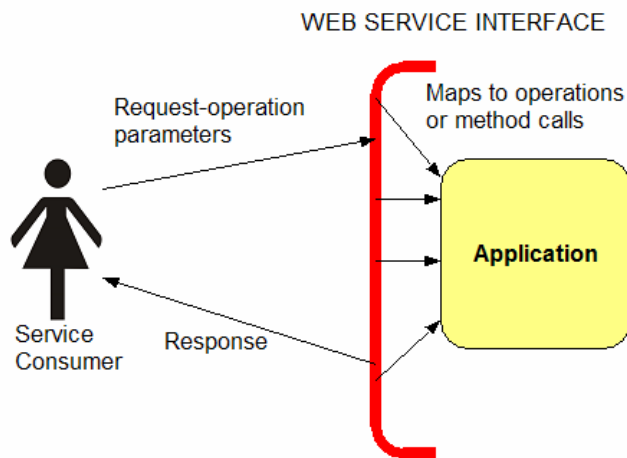 WEB SERVICE INTERFACE
Request-operation
parameters
Maps to operations
or method calls
Application
Service
Consumer
Response